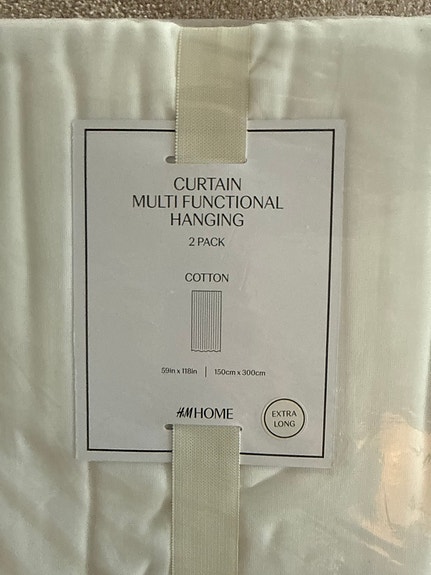 CURTAIN
MULTI FUNCTIONAL
HANGING
2 PACK
COTTON
59in x 118in | 150cm x 300cm
H&M HOME
EXTRA
LONG